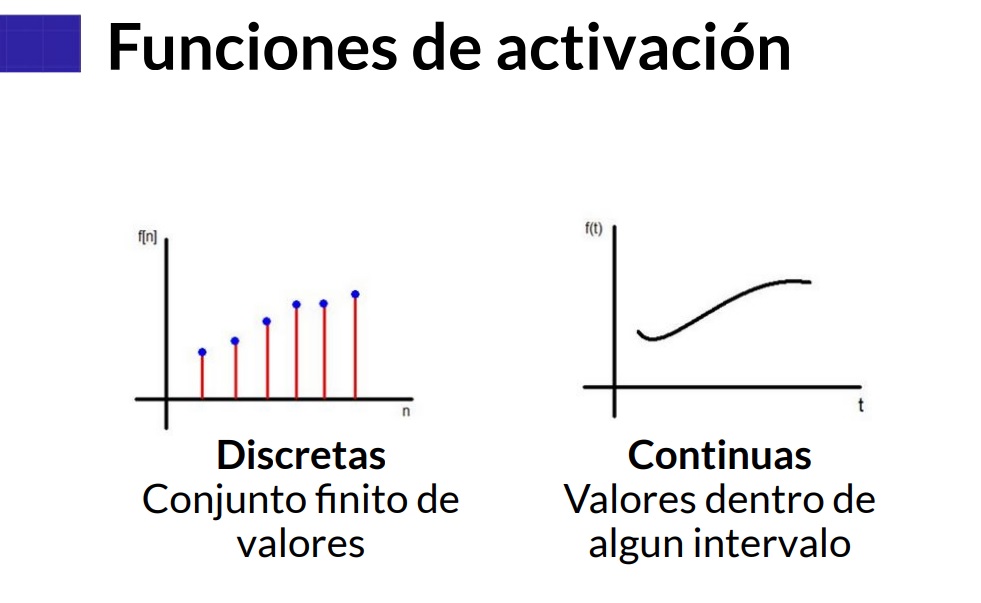 Funciones de activación
f[n]
n
f(t)
t
Discretas
Conjunto finito de
valores
Continuas
Valores dentro de
algun intervalo